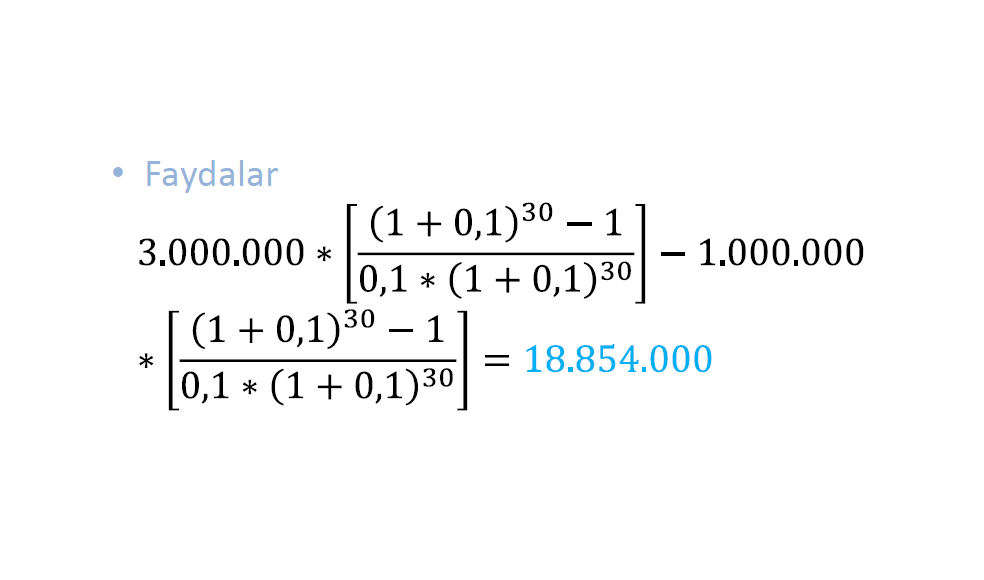 • Faydalar
3.000.000 ∗ [((1 + 0,1)^30 − 1) / (0,1 ∗ (1 + 0,1)^30)] − 1.000.000
∗ [((1 + 0,1)^30 − 1) / (0,1 ∗ (1 + 0,1)^30)] = 18.854.000